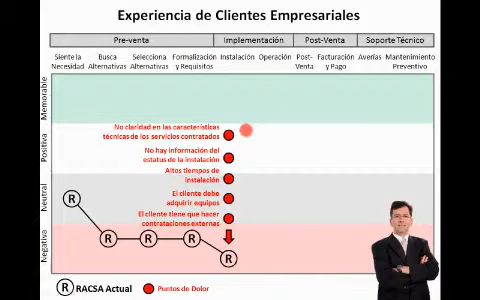 Experiencia de Clientes Empresariales
Pre-venta Implementación Post-Venta Soporte Técnico
Siente la Necesidad
Busca Alternativas
Selecciona Alternativas
Formalización y Requisitos
Instalación
Operación
Post-Venta
Facturación y Pago
Averías
Mantenimiento Preventivo
Memorable
Positiva
Neutral
Negativa
No claridad en las características
técnicas de los servicios contratados
No hay información del
estatus de la instalación
Altos tiempos de
instalación
El cliente debe
adquirir equipos
El cliente tiene que hacer
contrataciones externas
R
R
R
R
R
R RACSA Actual
Puntos de Dolor